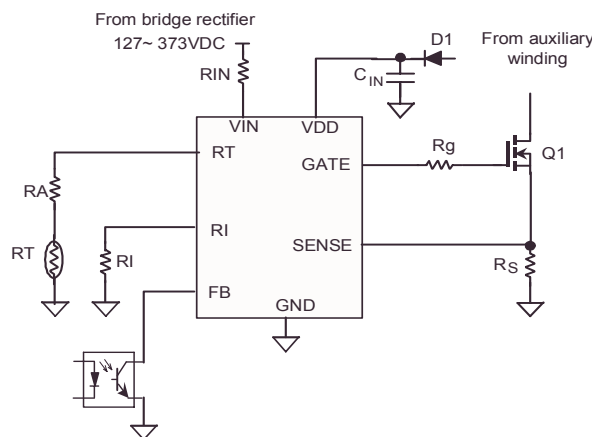 From bridge rectifier
127~ 373VDC
RIN
D1
CIN
From auxiliary
winding
VIN
VDD
RT
GATE
Rg
Q1
RA
RI
SENSE
RT
RI
RS
FB
GND